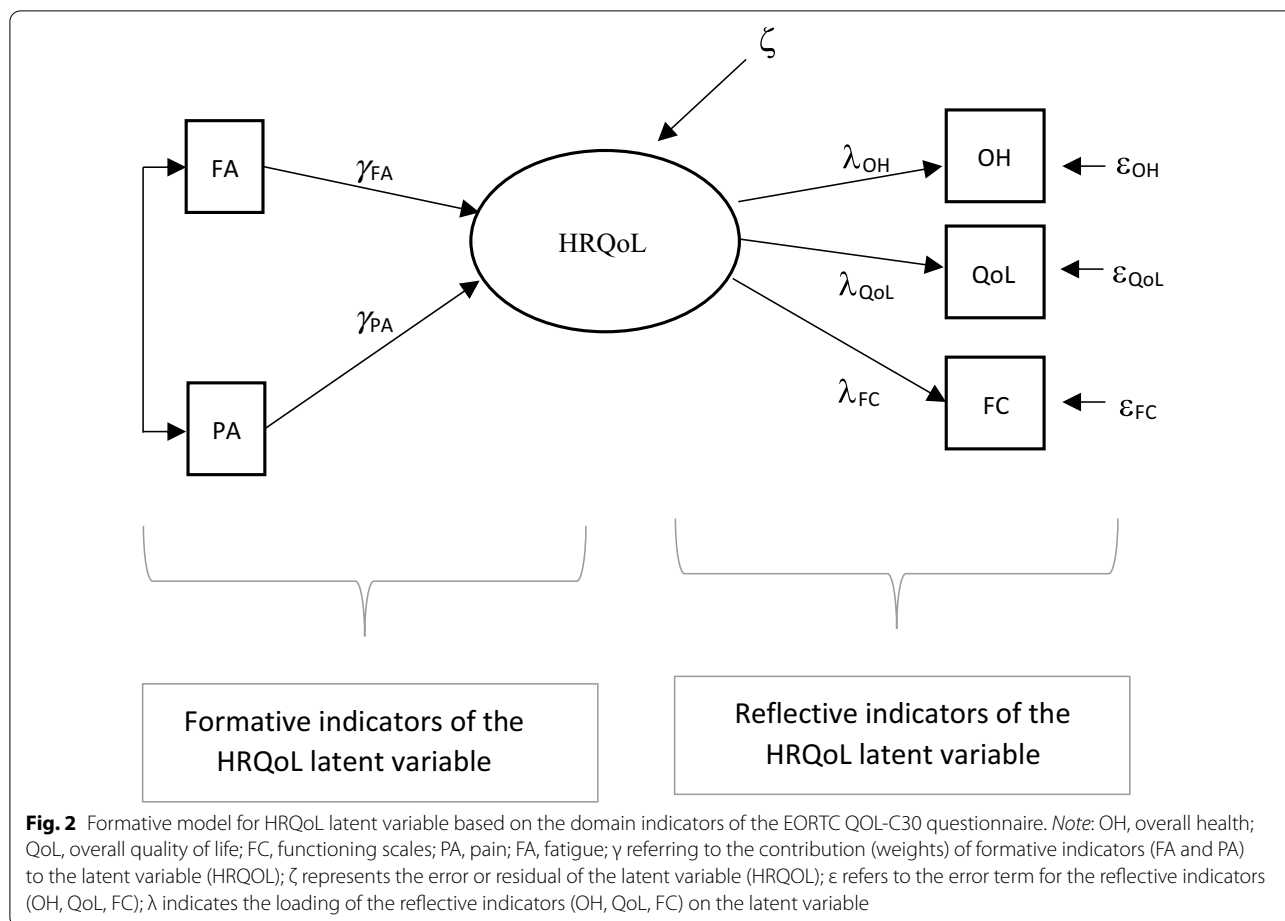 ζ
FA
γFA
λOH
OH
εOH
HRQoL
QoL
εQoL
λQoL
γPA
λFC
FC
εFC
PA
Formative indicators of the
HRQoL latent variable
Reflective indicators of the
HRQoL latent variable
Fig. 2 Formative model for HRQoL latent variable based on the domain indicators of the EORTC QOL-C30 questionnaire. Note: OH, overall health;
QoL, overall quality of life; FC, functioning scales; PA, pain; FA, fatigue; γ referring to the contribution (weights) of formative indicators (FA and PA)
to the latent variable (HRQOL); ζ represents the error or residual of the latent variable (HRQOL); ε refers to the error term for the reflective indicators
(OH, QoL, FC); λ indicates the loading of the reflective indicators (OH, QoL, FC) on the latent variable